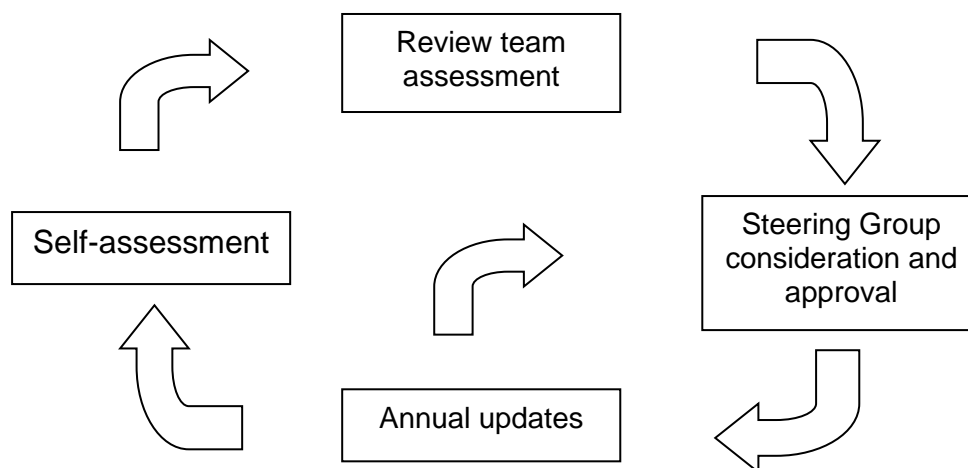 Review team
assessment
Self-assessment
Steering Group
consideration and
approval
Annual updates